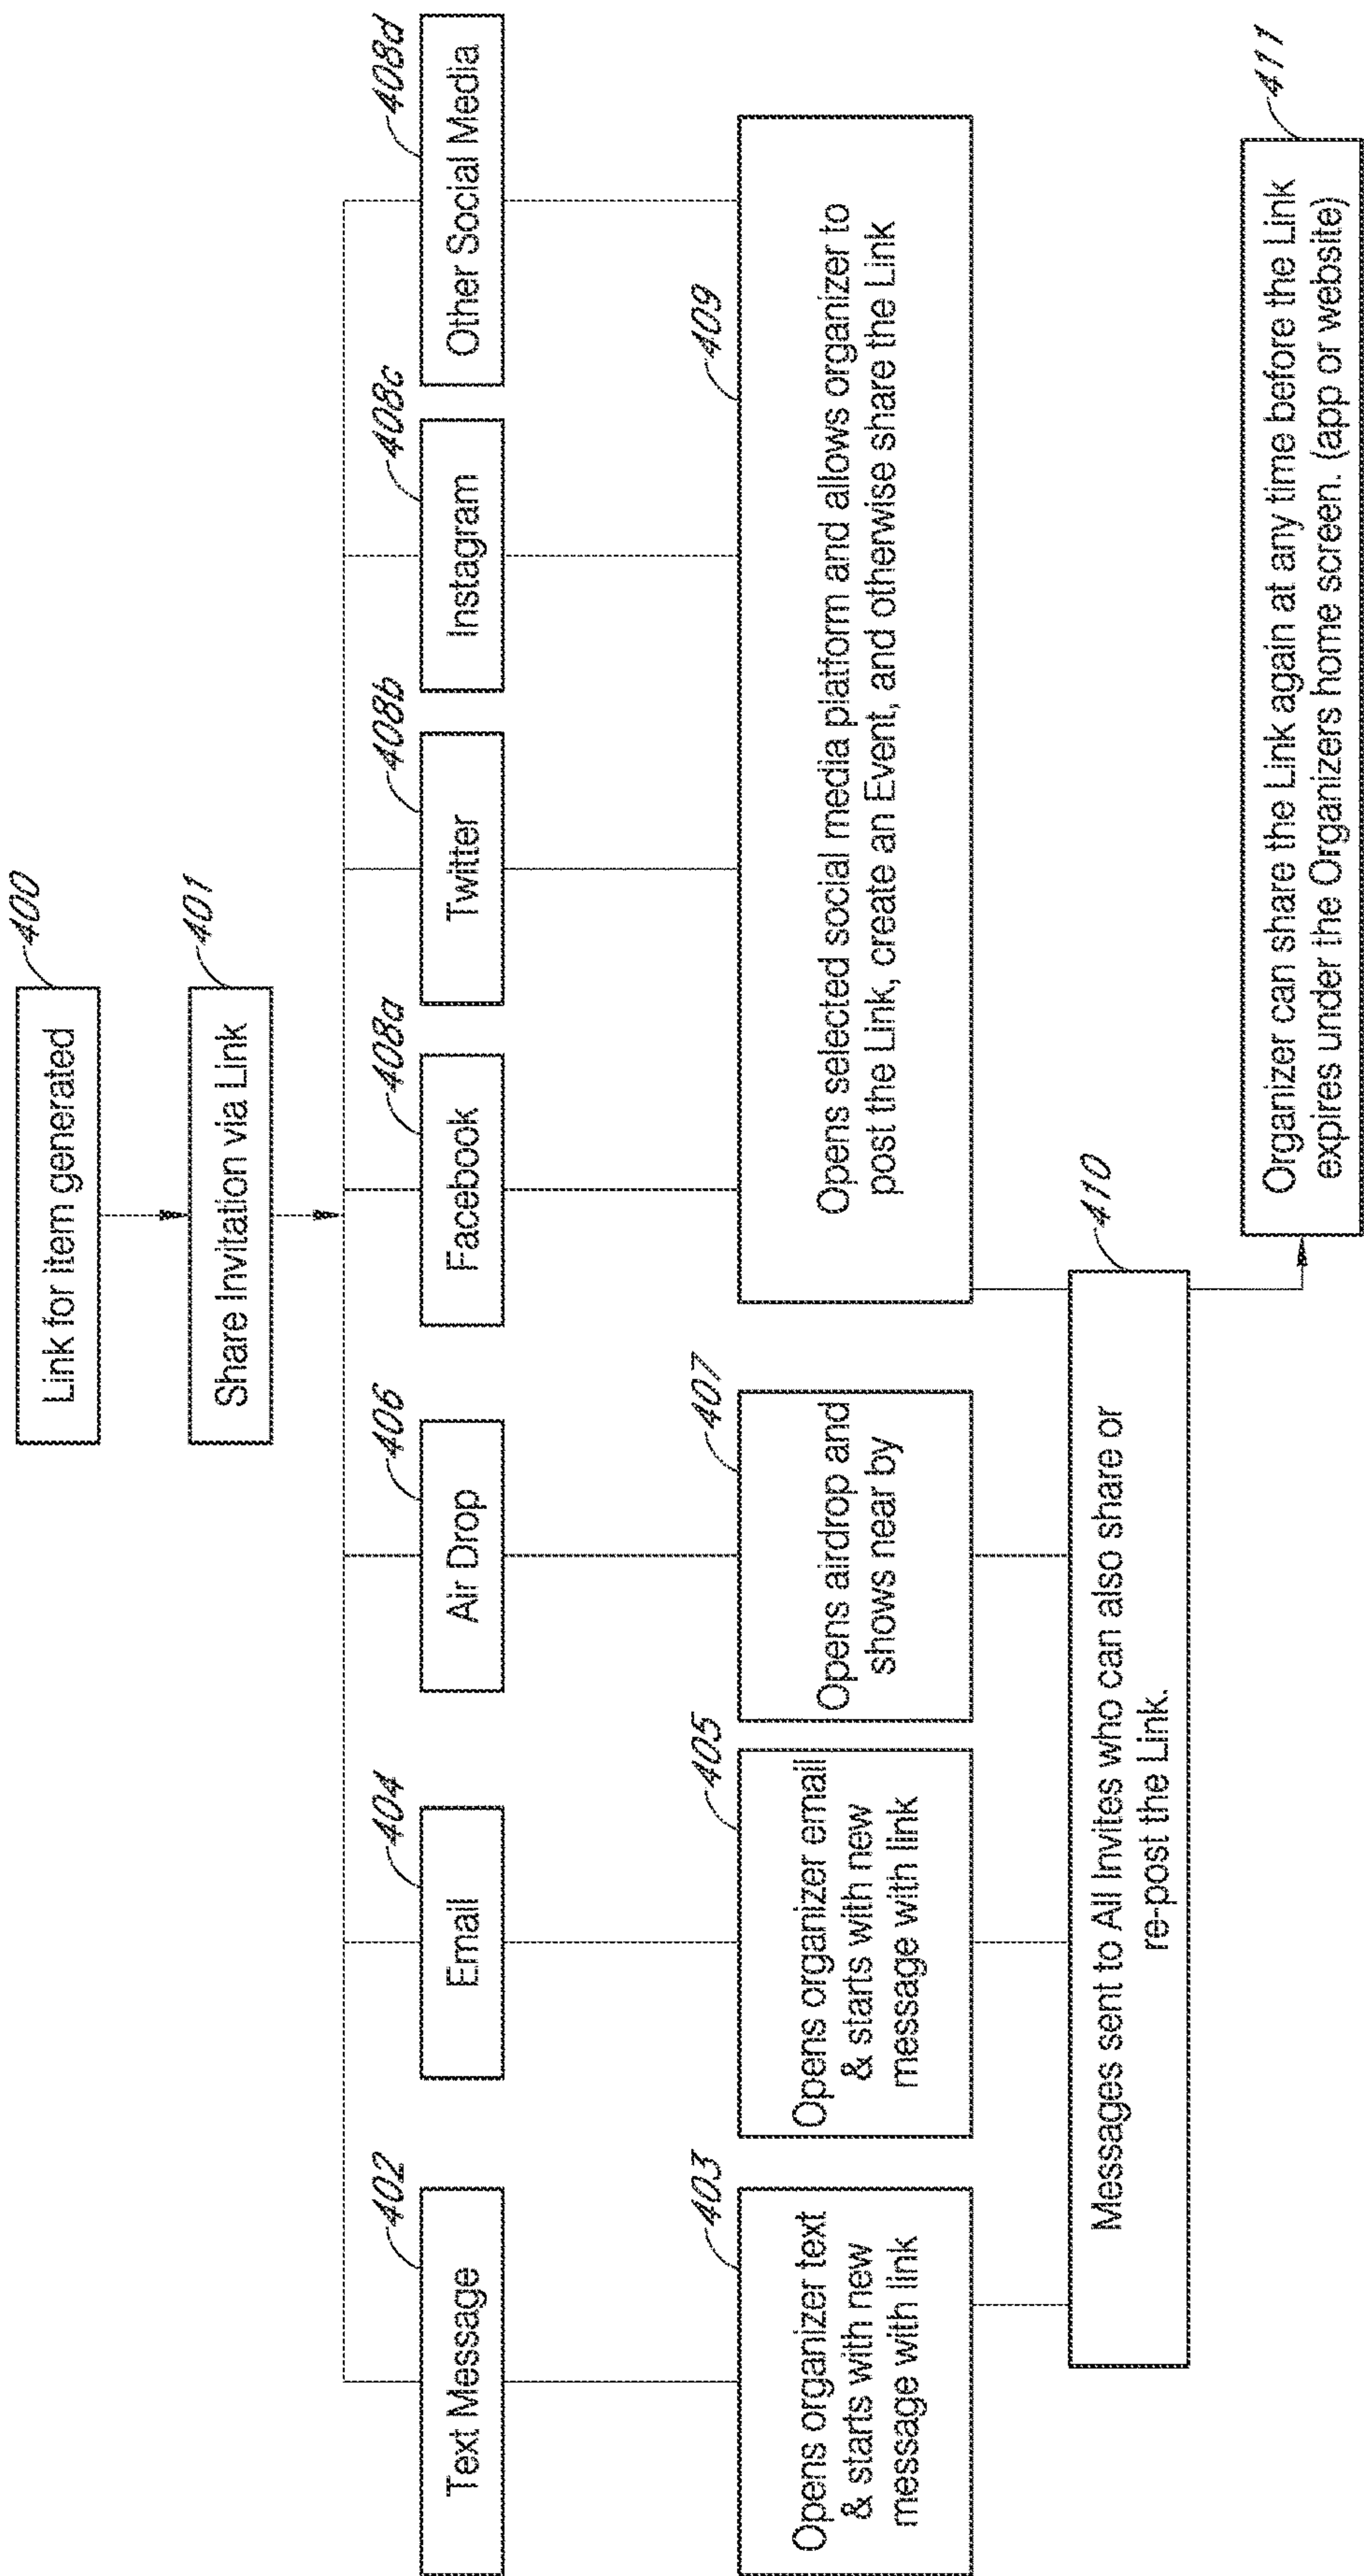 400
Link for item generated
401
Share Invitation via Link
402
Text Message
404
Email
406
Air Drop
408a
Facebook
408b
Twitter
408c
Instagram
408d
Other Social Media
403
Opens organizer text
& starts with new
message with link
405
Opens organizer email
& starts with new
message with link
407
Opens airdrop and
shows near by
409
Opens selected social media platform and allows organizer to
post the Link, create an Event, and otherwise share the Link
410
Messages sent to All Invites who can also share or
re-post the Link.
411
Organizer can share the Link again at any time before the Link
expires under the Organizers home screen. (app or website)